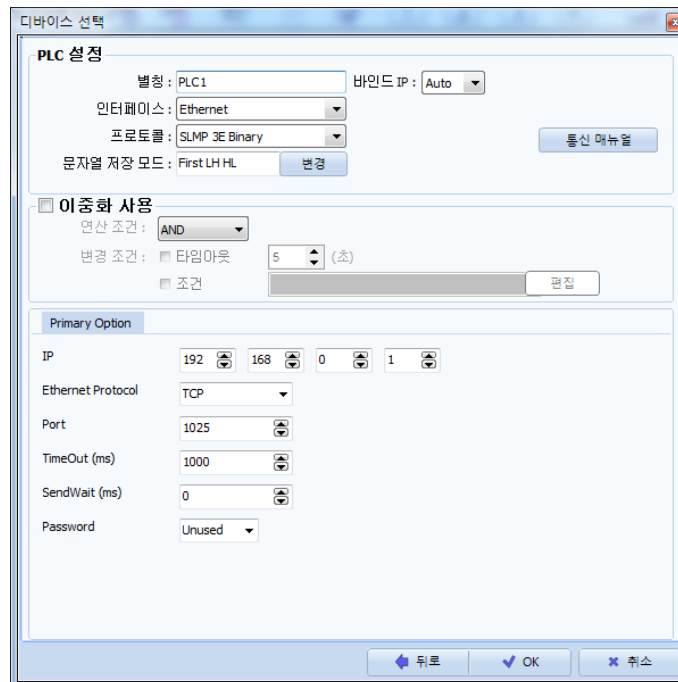 디바이스 선택
PLC 설정
별칭 : PLC1 바인드 IP : Auto
인터페이스 : Ethernet
프로토콜 : SLMP 3E Binary 통신 매뉴얼
문자열 저장 모드 : First LH HL 변경
이중화 사용
연산 조건 : AND
변경 조건 : 타임아웃 5 (초)
조건 편집
Primary Option
IP 192 168 0 1
Ethernet Protocol TCP
Port 1025
TimeOut (ms) 1000
SendWait (ms) 0
Password Unused
뒤로 OK 취소